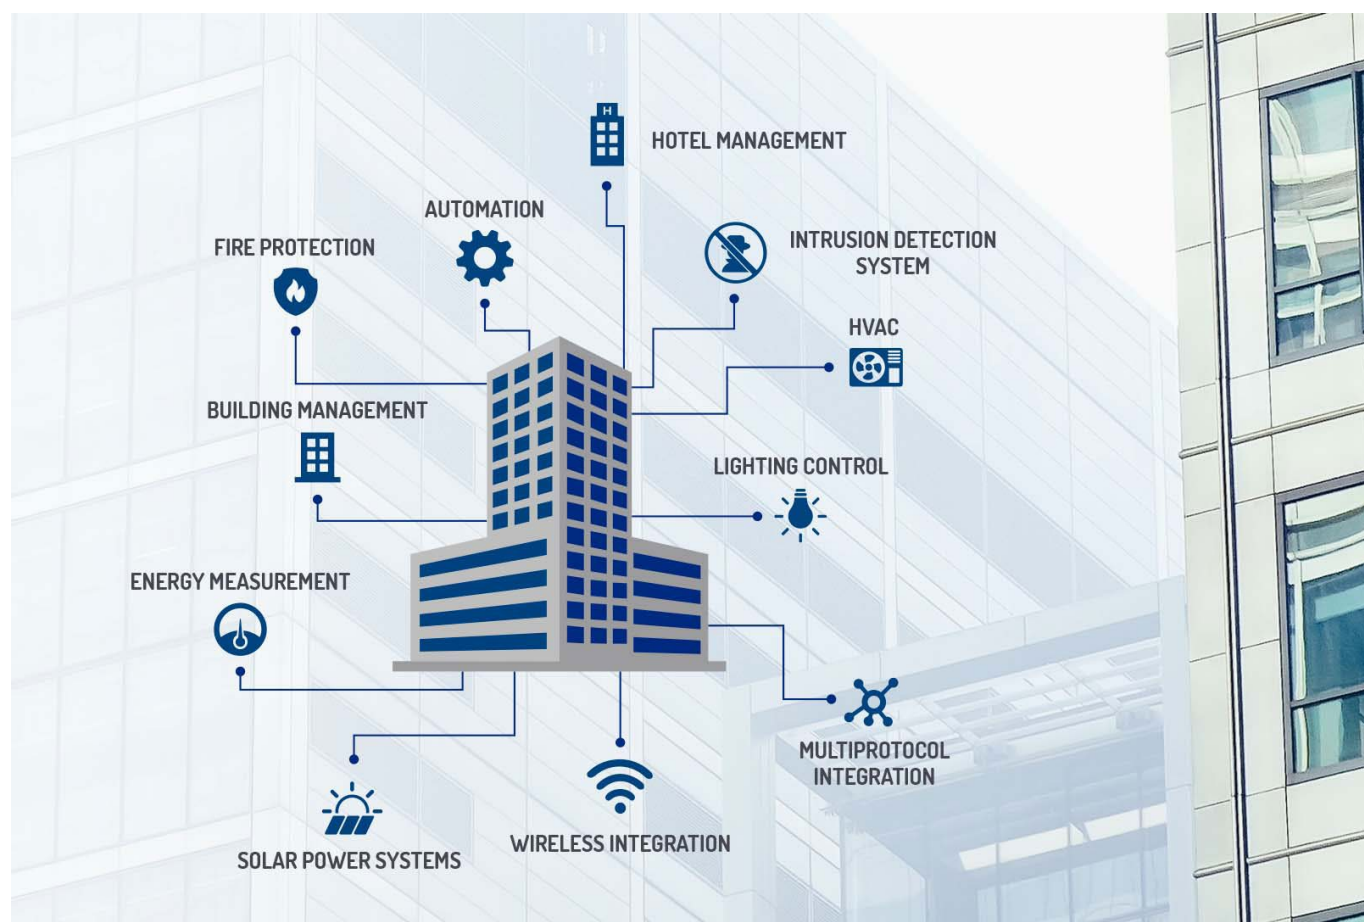 H
HOTEL MANAGEMENT
AUTOMATION
FIRE PROTECTION
INTRUSION DETECTION
SYSTEM
HVAC
BUILDING MANAGEMENT
LIGHTING CONTROL
ENERGY MEASUREMENT
MULTIPROTOCOL
INTEGRATION
WIRELESS INTEGRATION
SOLAR POWER SYSTEMS